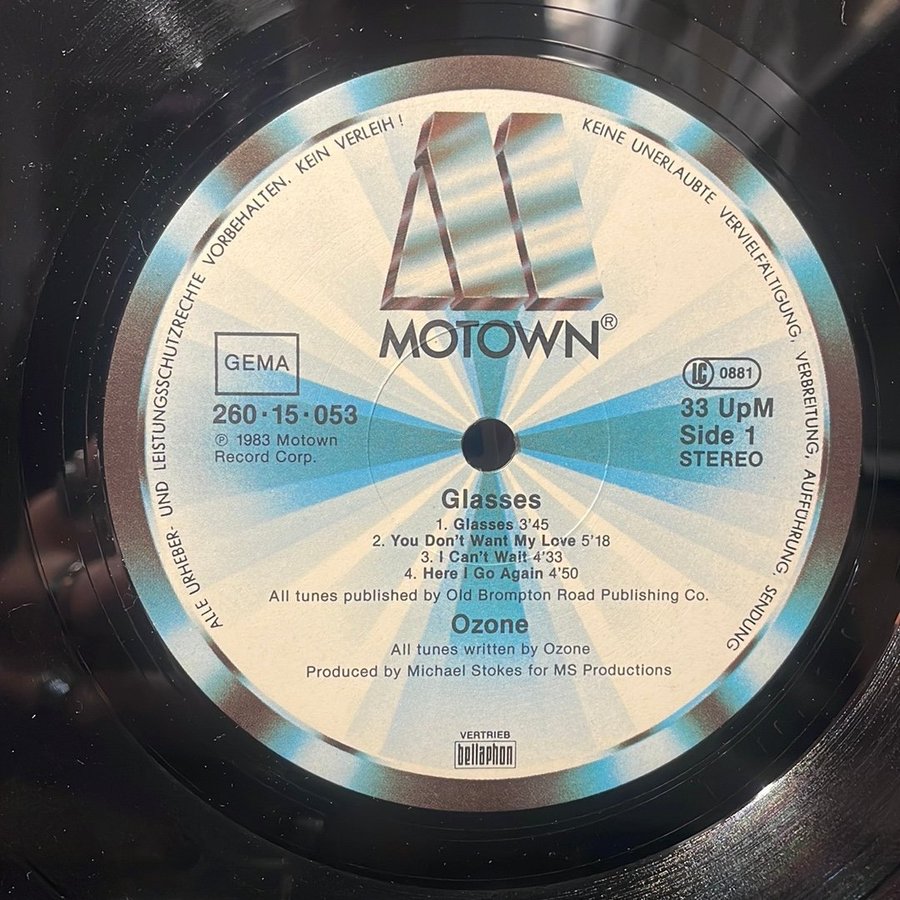 ALLE URHEBER- UND LEISTUNGSSCHUTZRECHTE VORBEHALTEN. KEIN VERLEIH!
KEINE UNERLAUBTE VERVIELFÄLTIGUNG, VERBREITUNG, AUFFÜHRUNG, SENDUNG
MOTOWN®
GEMA
260·15·053
℗ 1983 Motown
Record Corp.
LC 0881
33 UpM
Side 1
STEREO
Glasses
1. Glasses 3'45
2. You Don't Want My Love 5'18
3. I Can't Wait 4'33
4. Here I Go Again 4'50
All tunes published by Old Brompton Road Publishing Co.
Ozone
All tunes written by Ozone
Produced by Michael Stokes for MS Productions
VERTRIEB
bellaphon